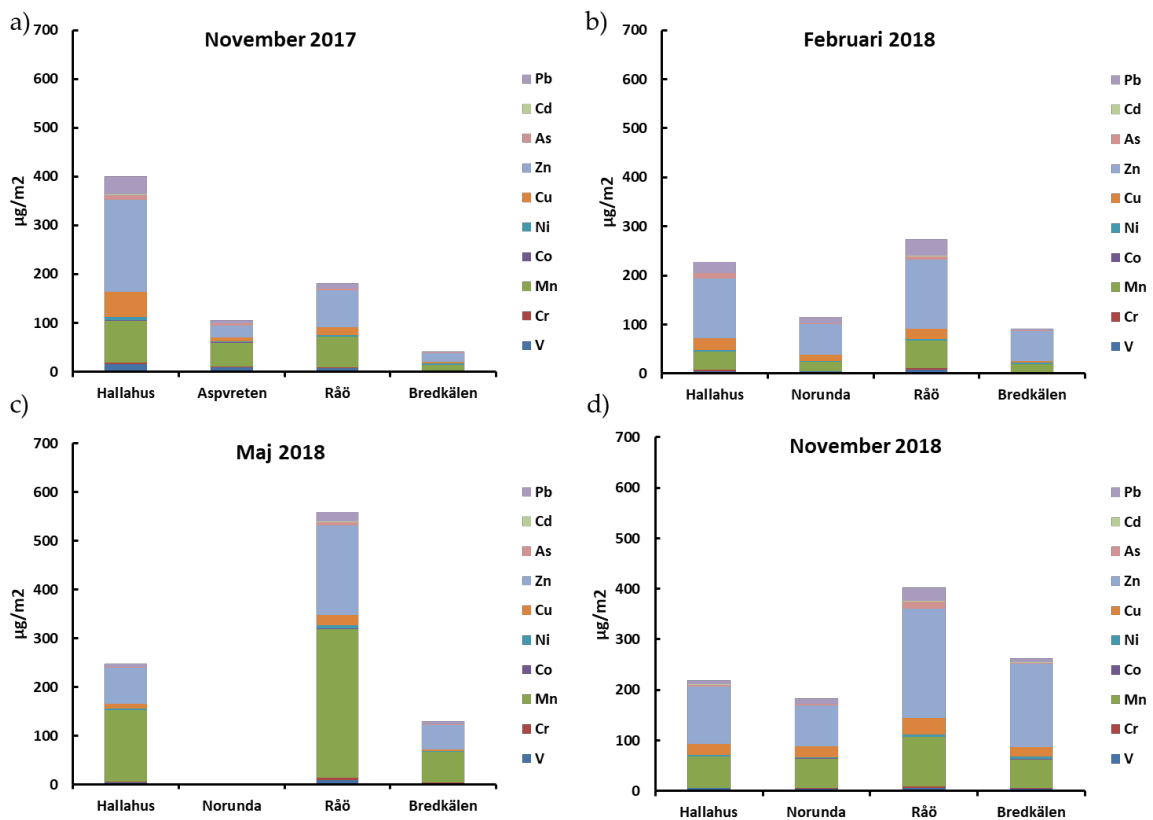 a)
November 2017
µg/m2
700
600
500
400
300
200
100
0
Hallahus Aspvreten Råö Bredkälen
Pb
Cd
As
Zn
Cu
Ni
Co
Mn
Cr
V
b)
Februari 2018
µg/m2
700
600
500
400
300
200
100
0
Hallahus Norunda Råö Bredkälen
Pb
Cd
As
Zn
Cu
Ni
Co
Mn
Cr
V
c)
Maj 2018
µg/m2
700
600
500
400
300
200
100
0
Hallahus Norunda Råö Bredkälen
Pb
Cd
As
Zn
Cu
Ni
Co
Mn
Cr
V
d)
November 2018
µg/m2
700
600
500
400
300
200
100
0
Hallahus Norunda Råö Bredkälen
Pb
Cd
As
Zn
Cu
Ni
Co
Mn
Cr
V